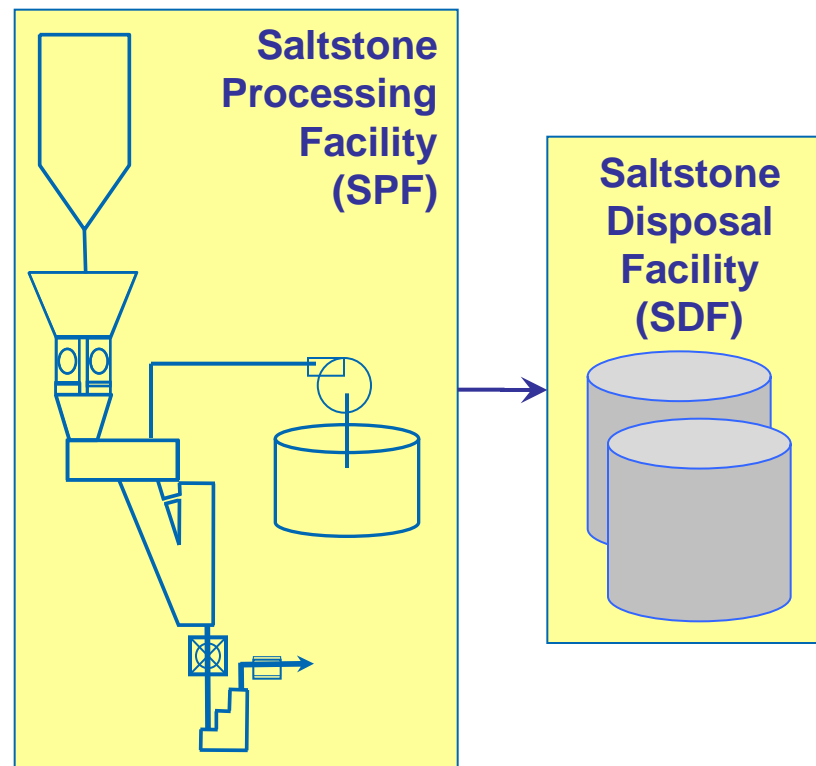 Saltstone
Processing
Facility
(SPF)
Saltstone
Disposal
Facility
(SDF)